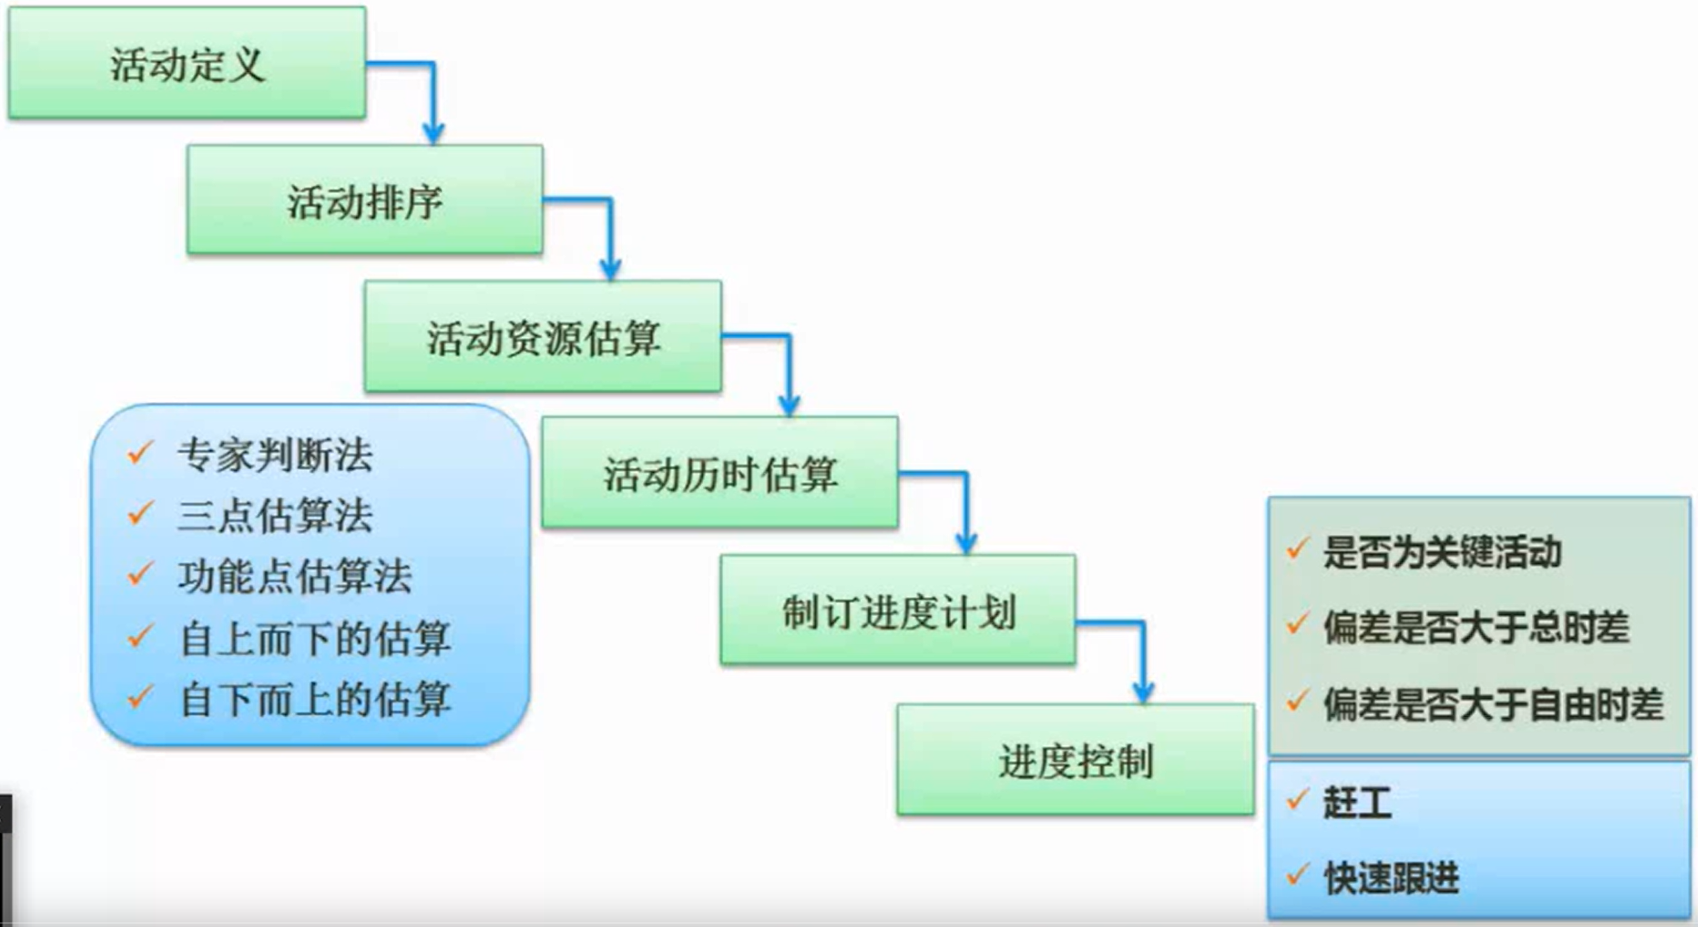 活动定义
活动排序
活动资源估算
专家判断法
三点估算法
功能点估算法
自上而下的估算
自下而上的估算
活动历时估算
制订进度计划
进度控制
是否为关键活动
偏差是否大于总时差
偏差是否大于自由时差
赶工
快速跟进